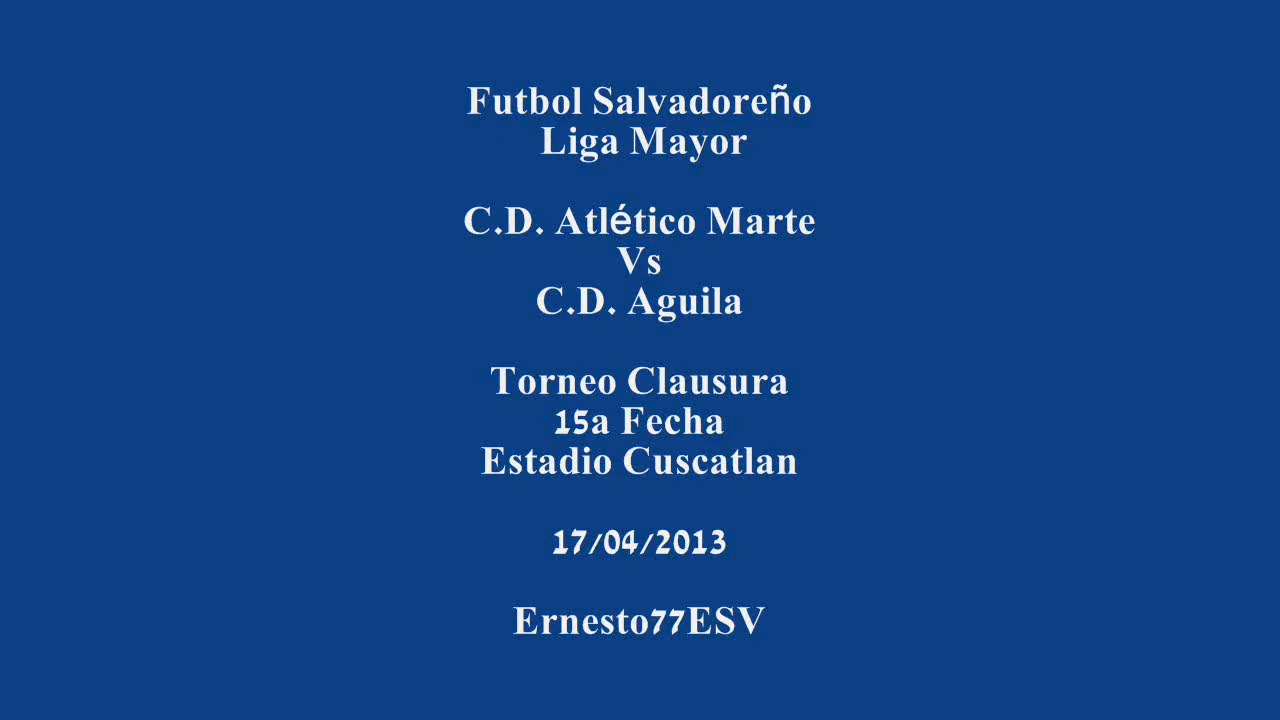 Futbol Salvadoreño
Liga Mayor
C.D. Atlético Marte
Vs
C.D. Aguila
Torneo Clausura
15a Fecha
Estadio Cuscatlan
17/04/2013
Ernesto77ESV